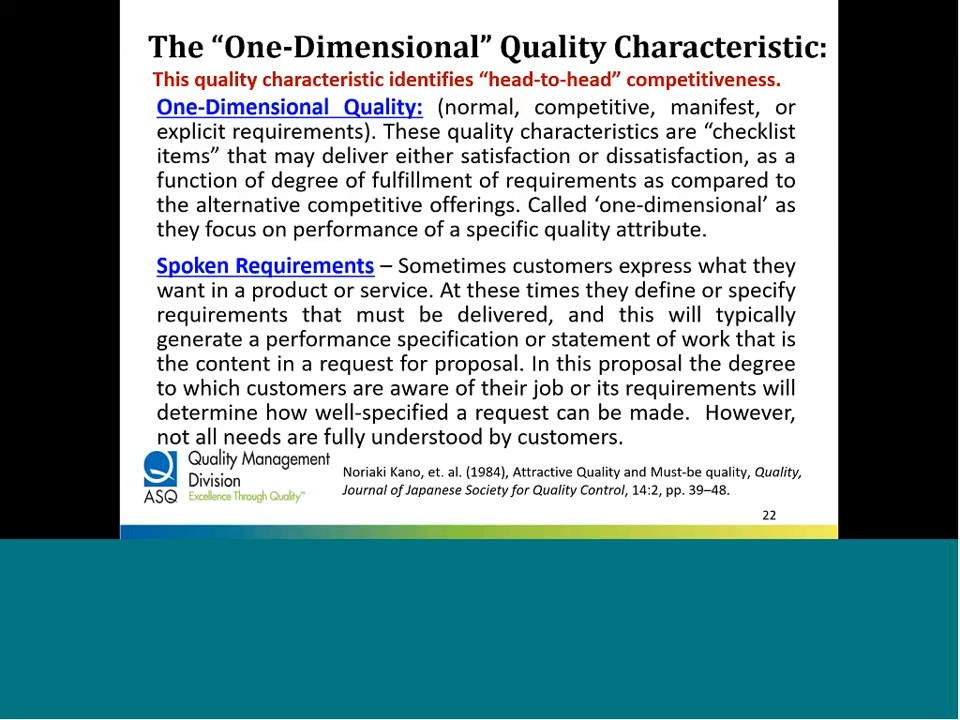 The “One-Dimensional” Quality Characteristic:
This quality characteristic identifies “head-to-head” competitiveness.
One-Dimensional Quality: (normal, competitive, manifest, or
explicit requirements). These quality characteristics are “checklist
items” that may deliver either satisfaction or dissatisfaction, as a
function of degree of fulfillment of requirements as compared to
the alternative competitive offerings. Called ‘one-dimensional’ as
they focus on performance of a specific quality attribute.
Spoken Requirements – Sometimes customers express what they
want in a product or service. At these times they define or specify
requirements that must be delivered, and this will typically
generate a performance specification or statement of work that is
the content in a request for proposal. In this proposal the degree
to which customers are aware of their job or its requirements will
determine how well-specified a request can be made. However,
not all needs are fully understood by customers.
Quality Management
Division
Excellence Through Quality™
ASQ
Noriaki Kano, et. al. (1984), Attractive Quality and Must-be quality, Quality,
Journal of Japanese Society for Quality Control, 14:2, pp. 39–48.
22